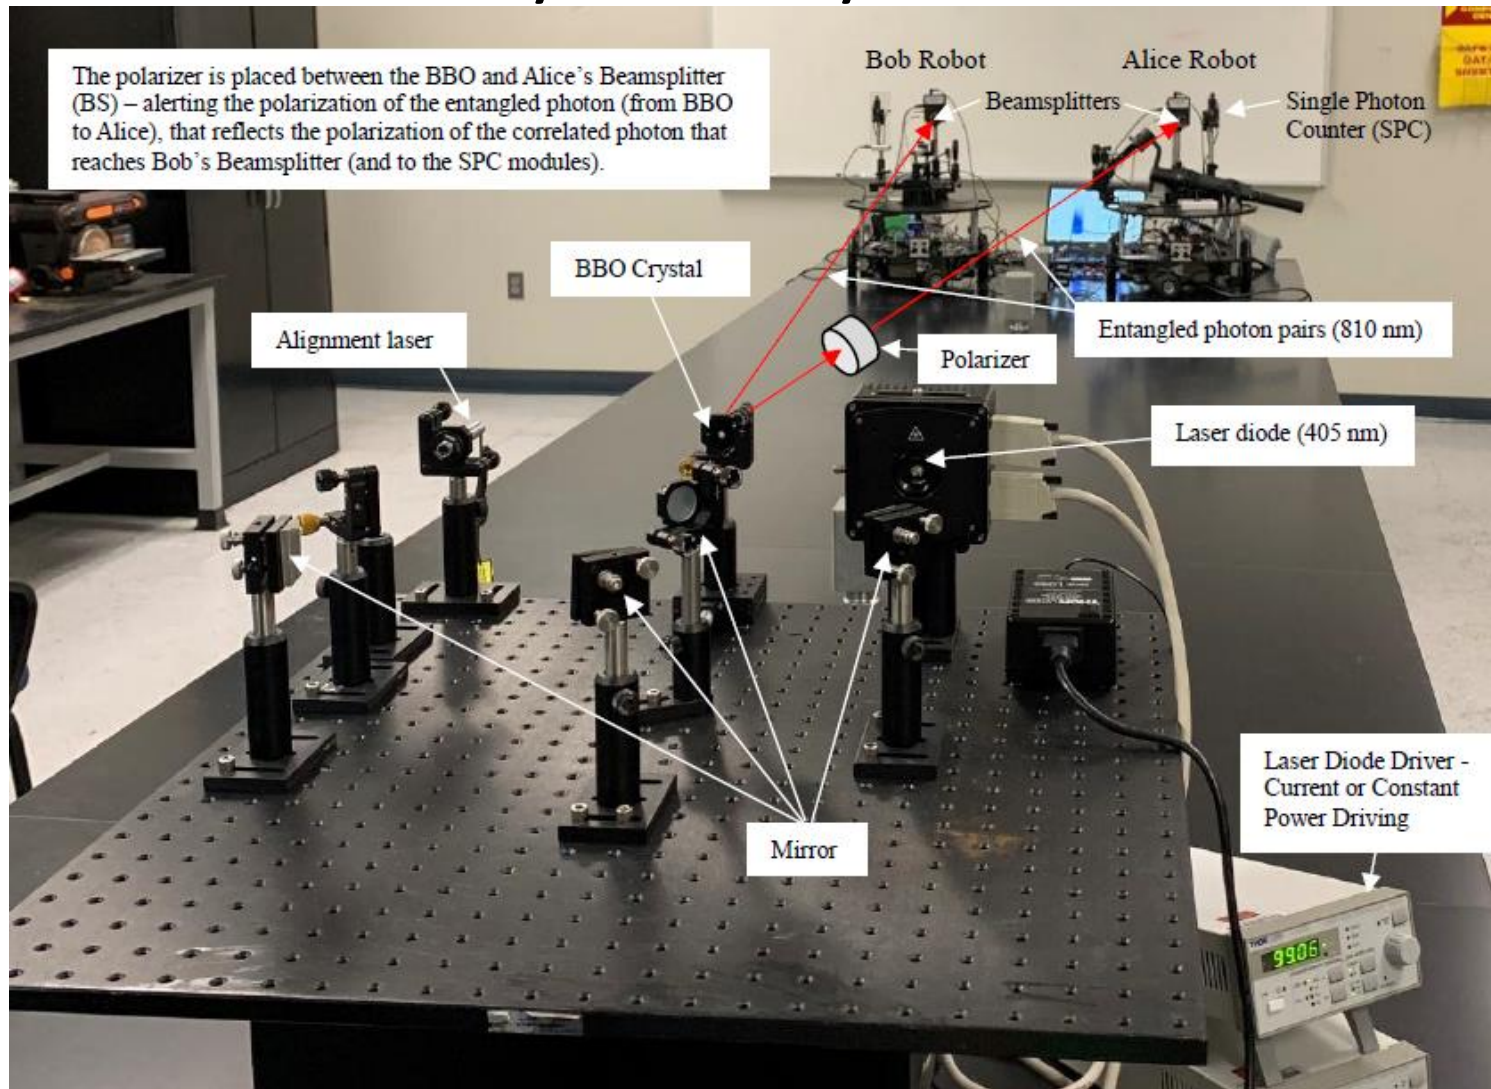 The polarizer is placed between the BBO and Alice's Beamsplitter
(BS) – alerting the polarization of the entangled photon (from BBO
to Alice), that reflects the polarization of the correlated photon that
reaches Bob's Beamsplitter (and to the SPC modules).
Bob Robot
Alice Robot
Beamsplitters
Single Photon
Counter (SPC)
BBO Crystal
Alignment laser
Entangled photon pairs (810 nm)
Polarizer
Laser diode (405 nm)
Laser Diode Driver -
Current or Constant
Power Driving
Mirror
THOR
99.06